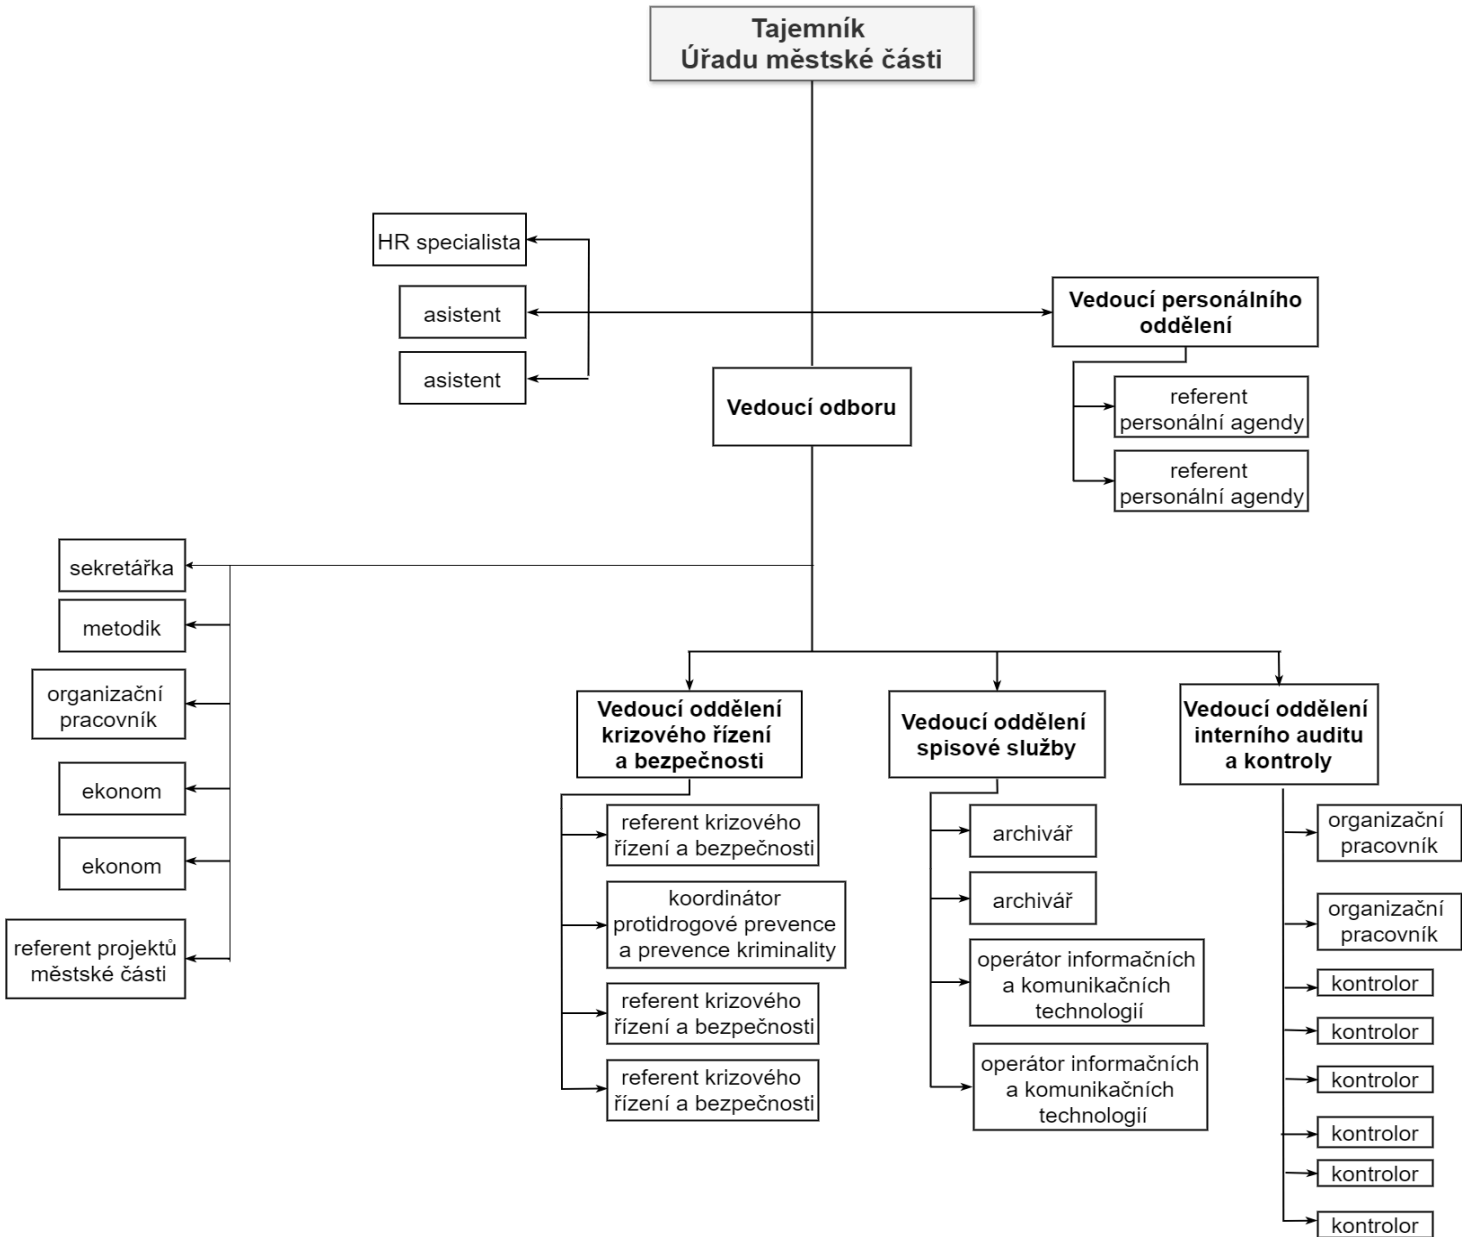 Tajemník
Úřadu městské části
HR specialista
asistent
asistent
Vedoucí personálního
oddělení
referent
personální agendy
referent
personální agendy
Vedoucí odboru
sekretářka
metodik
organizační
pracovník
ekonom
ekonom
referent projektů
městské části
Vedoucí oddělení
krizového řízení
a bezpečnosti
referent krizového
řízení a bezpečnosti
koordinátor
protidrogové prevence
a prevence kriminality
referent krizového
řízení a bezpečnosti
referent krizového
řízení a bezpečnosti
Vedoucí oddělení
spisové služby
archivář
archivář
operátor informačních
a komunikačních
technologií
operátor informačních
a komunikačních
technologií
Vedoucí oddělení
interního auditu
a kontroly
organizační
pracovník
organizační
pracovník
kontrolor
kontrolor
kontrolor
kontrolor
kontrolor
kontrolor